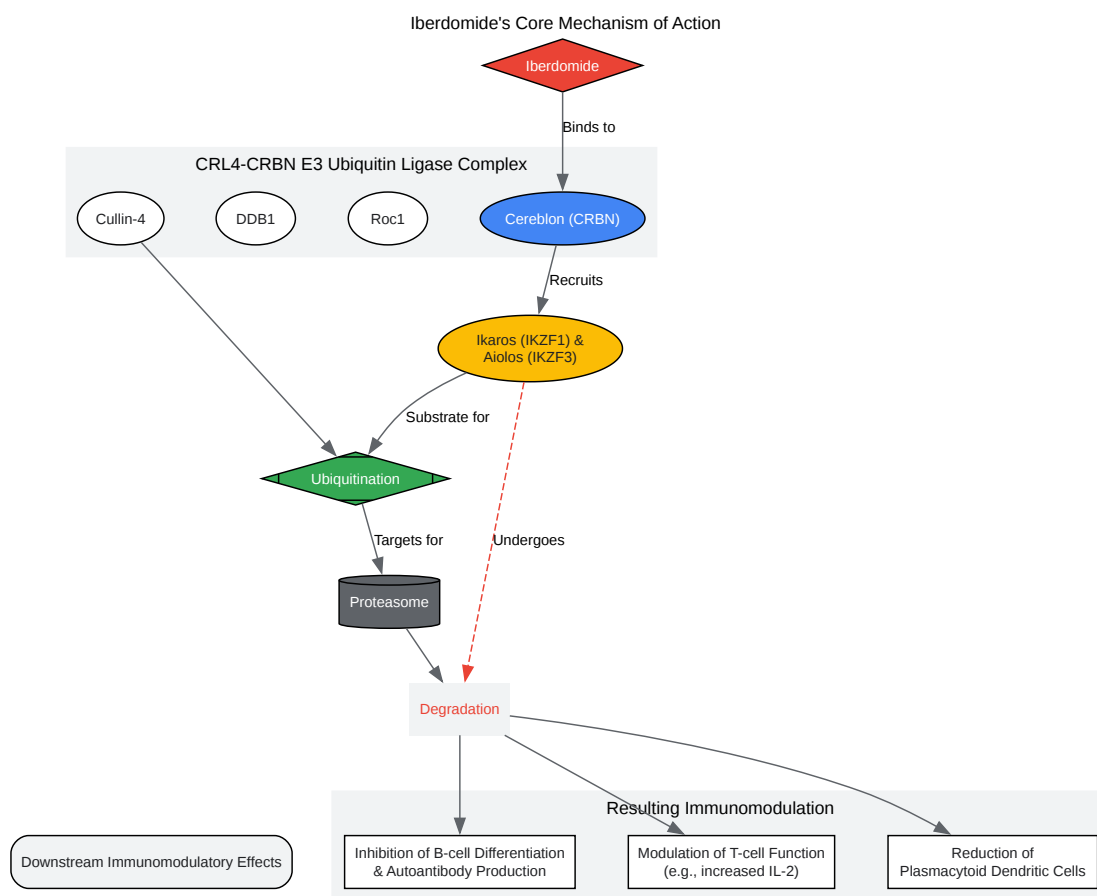 Iberdomide's Core Mechanism of Action
Iberdomide
Binds to
CRL4-CRBN E3 Ubiquitin Ligase Complex
Cullin-4
DDB1
Roc1
Cereblon (CRBN)
Recruits
Ikaros (IKZF1) &
Aiolos (IKZF3)
Substrate for
Ubiquitination
Targets for
Undergoes
Proteasome
Degradation
Resulting Immunomodulation
Downstream Immunomodulatory Effects
Inhibition of B-cell Differentiation
& Autoantibody Production
Modulation of T-cell Function
(e.g., increased IL-2)
Reduction of
Plasmacytoid Dendritic Cells